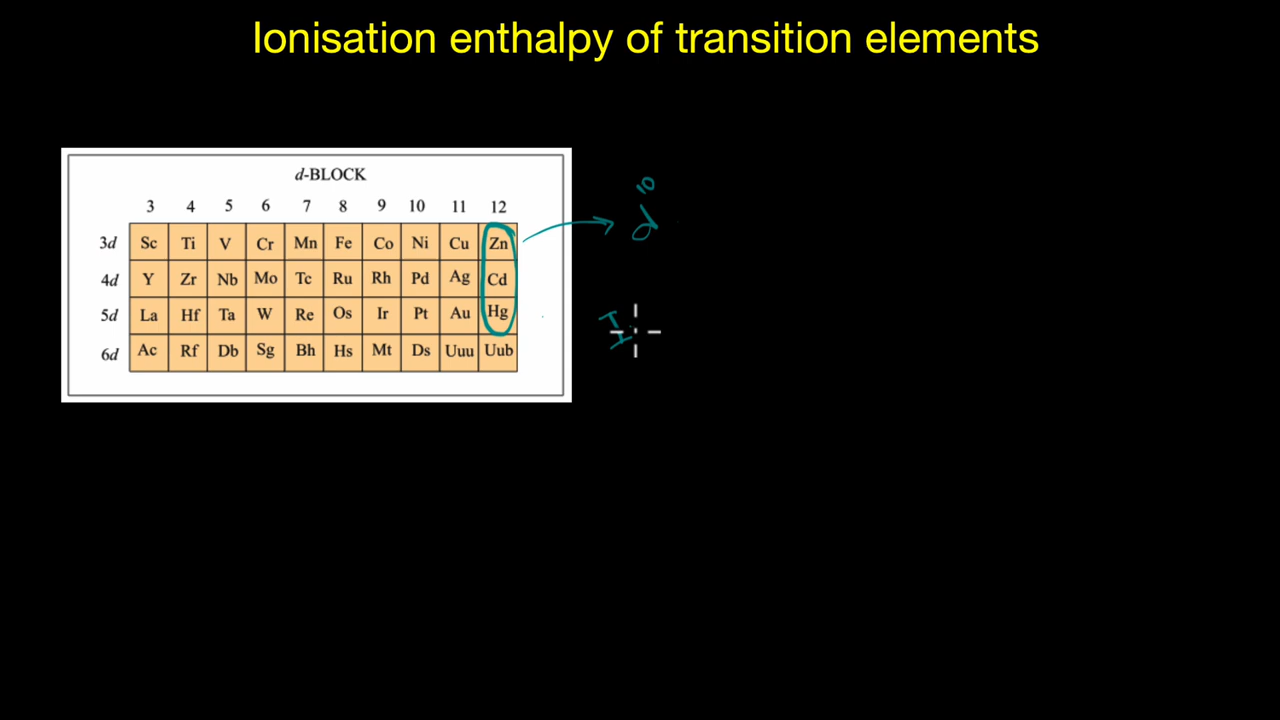 Ionisation enthalpy of transition elements
d-BLOCK
3 4 5 6 7 8 9 10 11 12
3d Sc Ti V Cr Mn Fe Co Ni Cu Zn
4d Y Zr Nb Mo Tc Ru Rh Pd Ag Cd
5d La Hf Ta W Re Os Ir Pt Au Hg
6d Ac Rf Db Sg Bh Hs Mt Ds Uuu Uub
d¹⁰
I